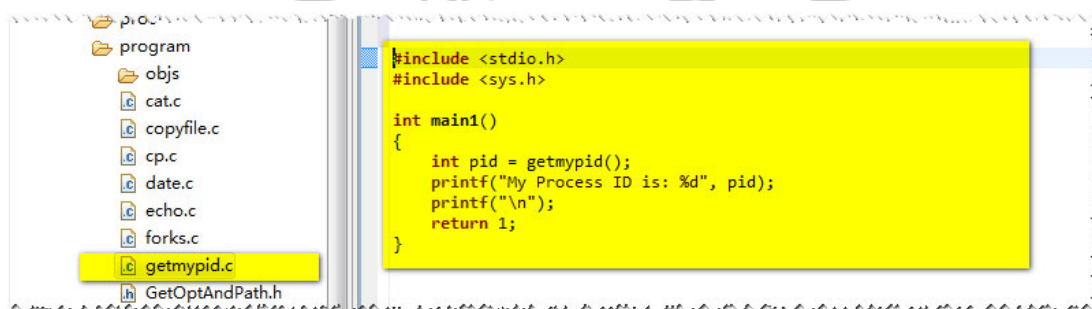 program
objs
cat.c
copyfile.c
cp.c
date.c
echo.c
forks.c
getmypid.c
GetOptAndPath.h
#include <stdio.h>
#include <sys.h>
int main1()
{
int pid = getmypid();
printf("My Process ID is: %d", pid);
printf("\n");
return 1;
}